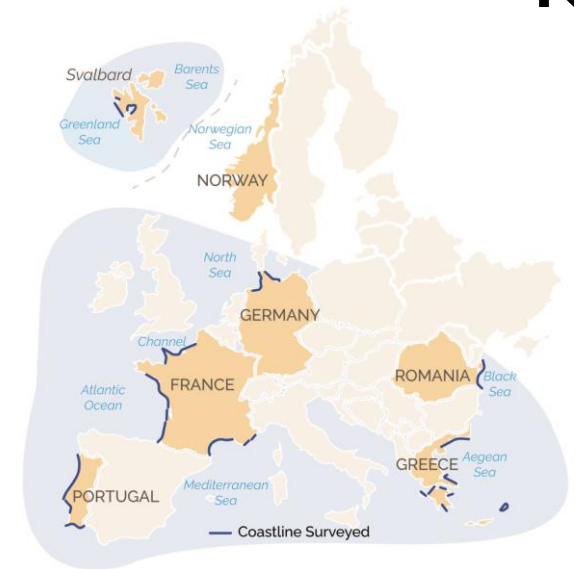 Svalbard
Barents
Sea
Greenland
Sea
Norwegian
Sea
NORWAY
North
Sea
GERMANY
Channel
FRANCE
ROMANIA
Black
Sea
Atlantic
Ocean
GREECE
Aegean
Sea
Mediterranean
Sea
PORTUGAL
Coastline Surveyed